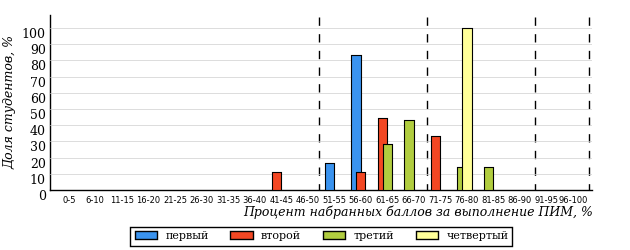 Доля студентов, %
100
90
80
70
60
50
40
30
20
10
0
0-5 6-10 11-15 16-20 21-25 26-30 31-35 36-40 41-45 46-50 51-55 56-60 61-65 66-70 71-75 76-80 81-85 86-90 91-95 96-100
Процент набранных баллов за выполнение ПИМ, %
первый второй третий четвертый